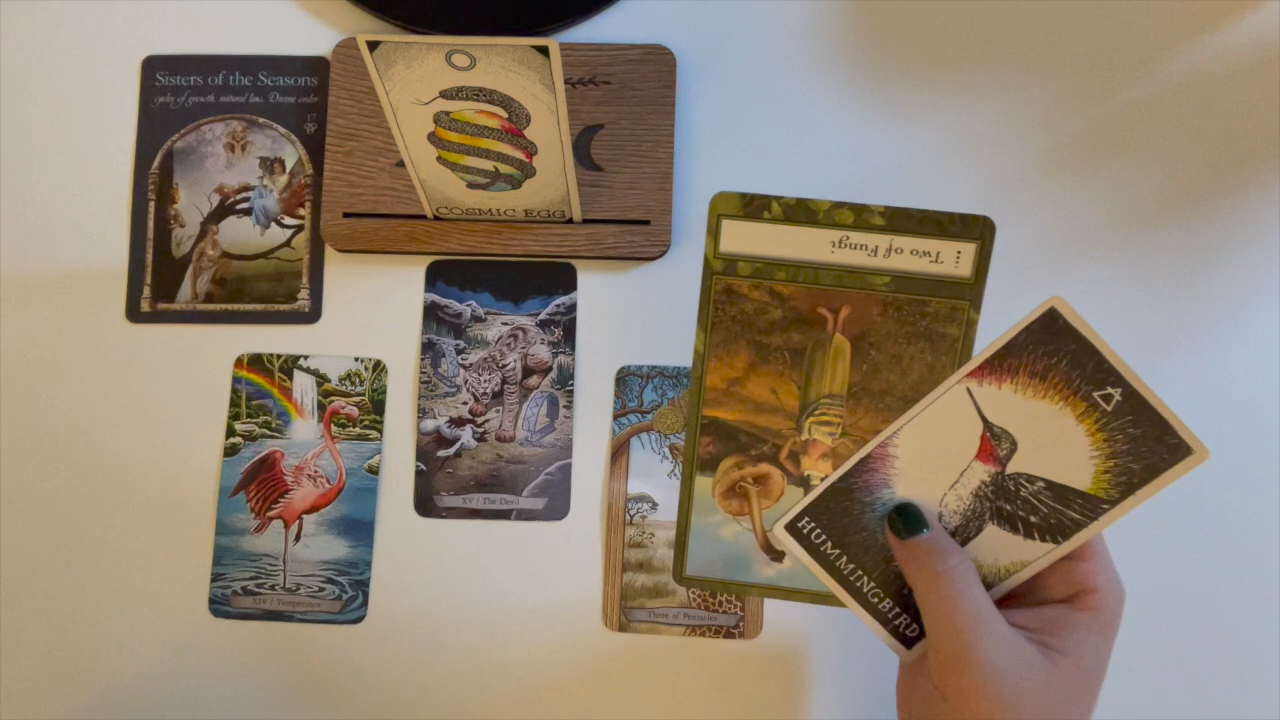 Sisters of the Seasons
cycles of growth, natural law, Divine order
17
COSMIC EGG
Two of Fungi
XV / The Devil
XIV / Temperance
Three of Pentacles
HUMMINGBIRD